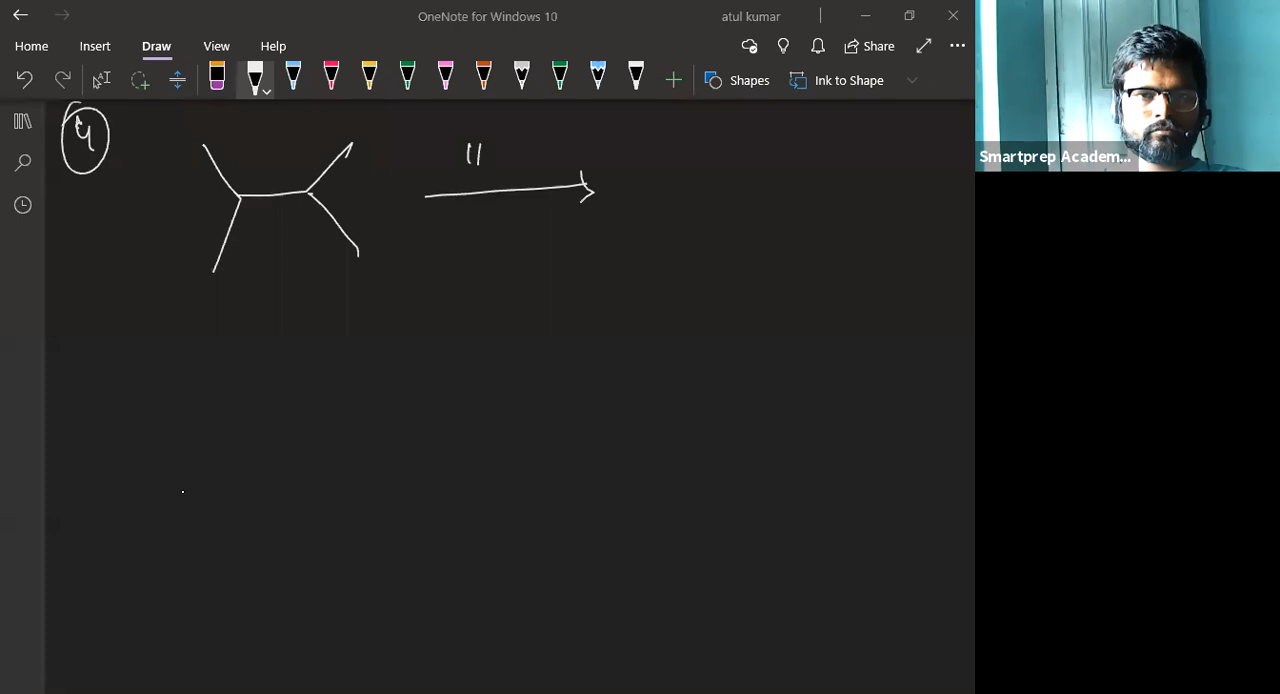 OneNote for Windows 10
atul kumar
Home
Insert
Draw
View
Help
Share
Shapes
Ink to Shape
4
11
Smartprep Academ...